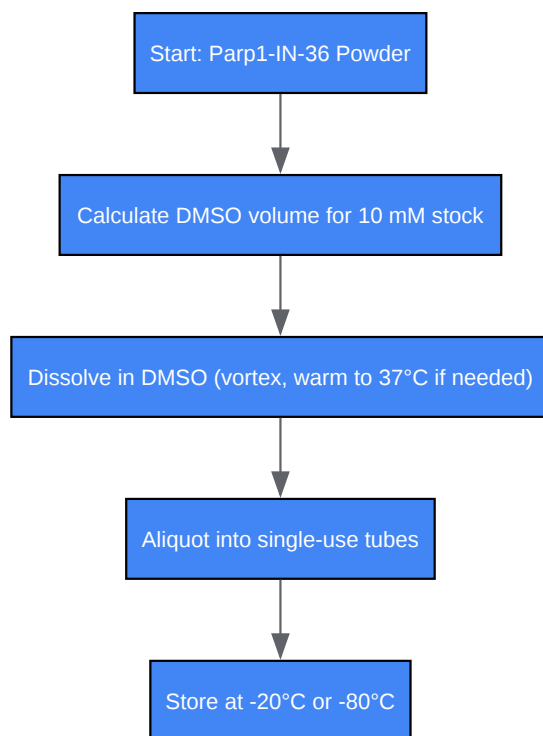 Start: Parp1-IN-36 Powder
Calculate DMSO volume for 10 mM stock
Dissolve in DMSO (vortex, warm to 37°C if needed)
Aliquot into single-use tubes
Store at -20°C or -80°C